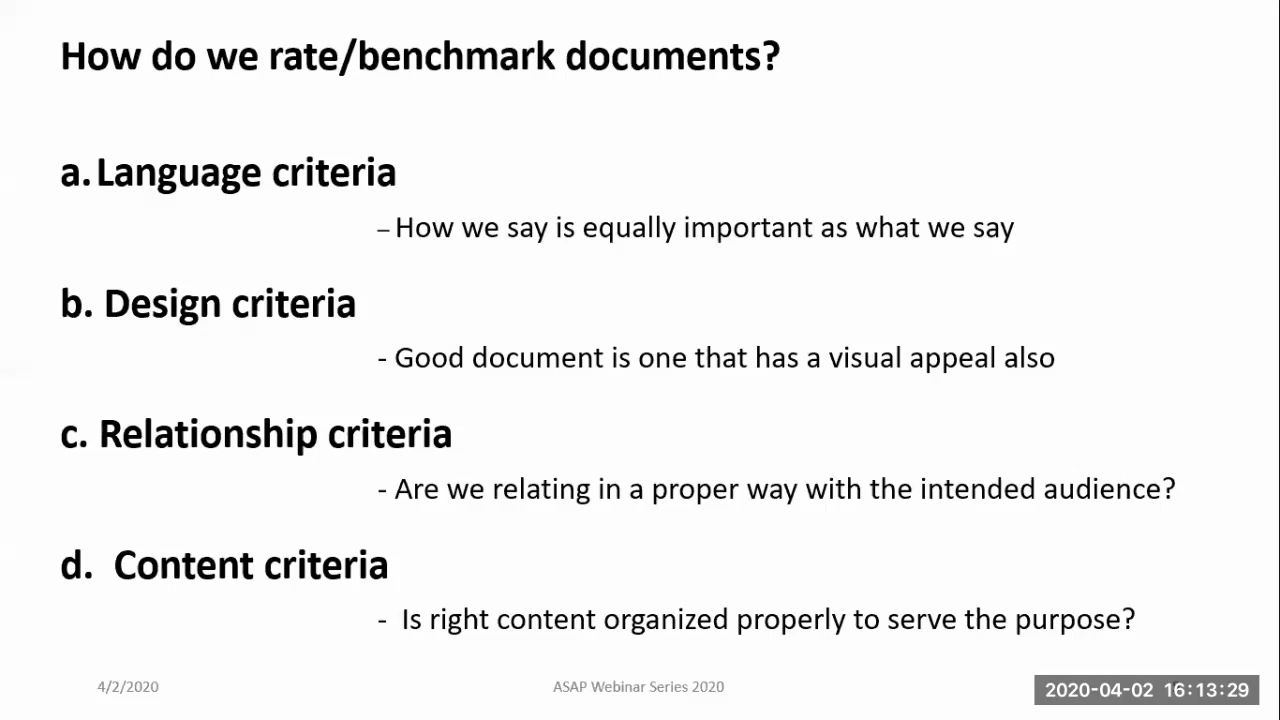 How do we rate/benchmark documents?
a. Language criteria
– How we say is equally important as what we say
b. Design criteria
- Good document is one that has a visual appeal also
c. Relationship criteria
- Are we relating in a proper way with the intended audience?
d. Content criteria
- Is right content organized properly to serve the purpose?
4/2/2020
ASAP Webinar Series 2020
2020-04-02 16:13:29